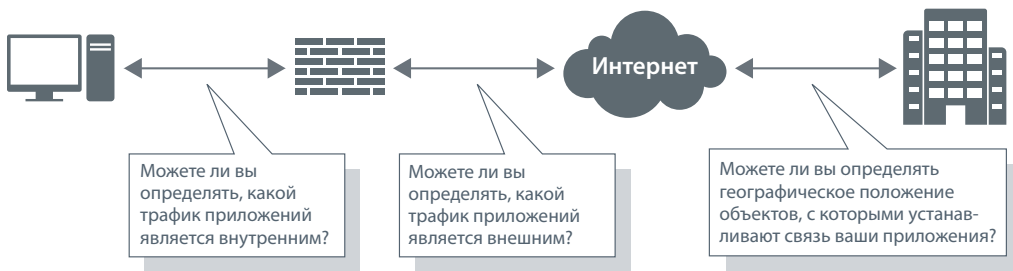 Интернет
Можете ли вы
определять, какой
трафик приложений
является внутренним?
Можете ли вы
определять, какой
трафик приложений
является внешним?
Можете ли вы определять
географическое положение
объектов, с которыми устанав-
ливают связь ваши приложения?